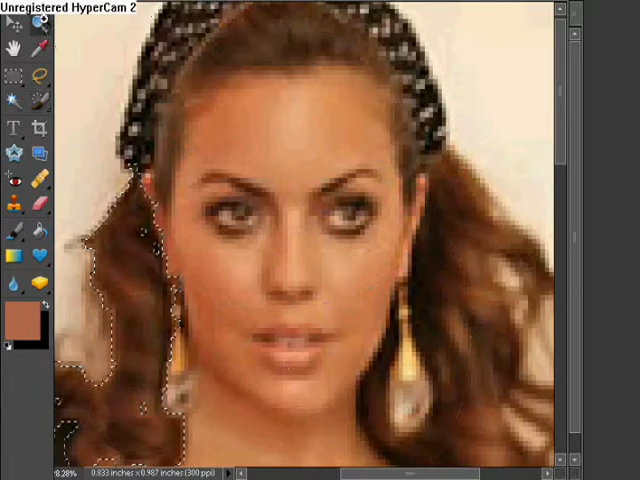 Unregistered HyperCam 2
8.28% 0.833 inches x 0.987 inches (300 ppi)